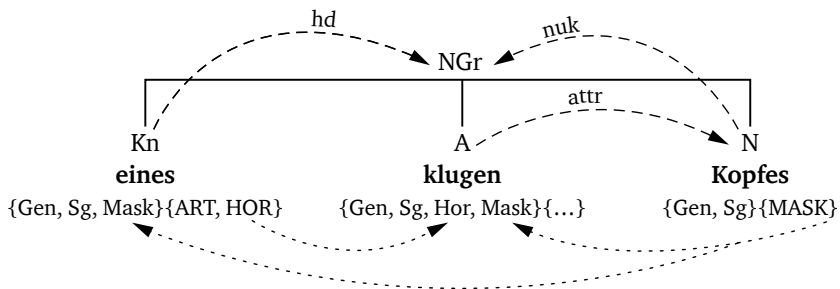 hd
nuk
NGr
attr
Kn A N
eines klugen Kopfes
{Gen, Sg, Mask}{ART, HOR} {Gen, Sg, Hor, Mask}{…} {Gen, Sg}{MASK}